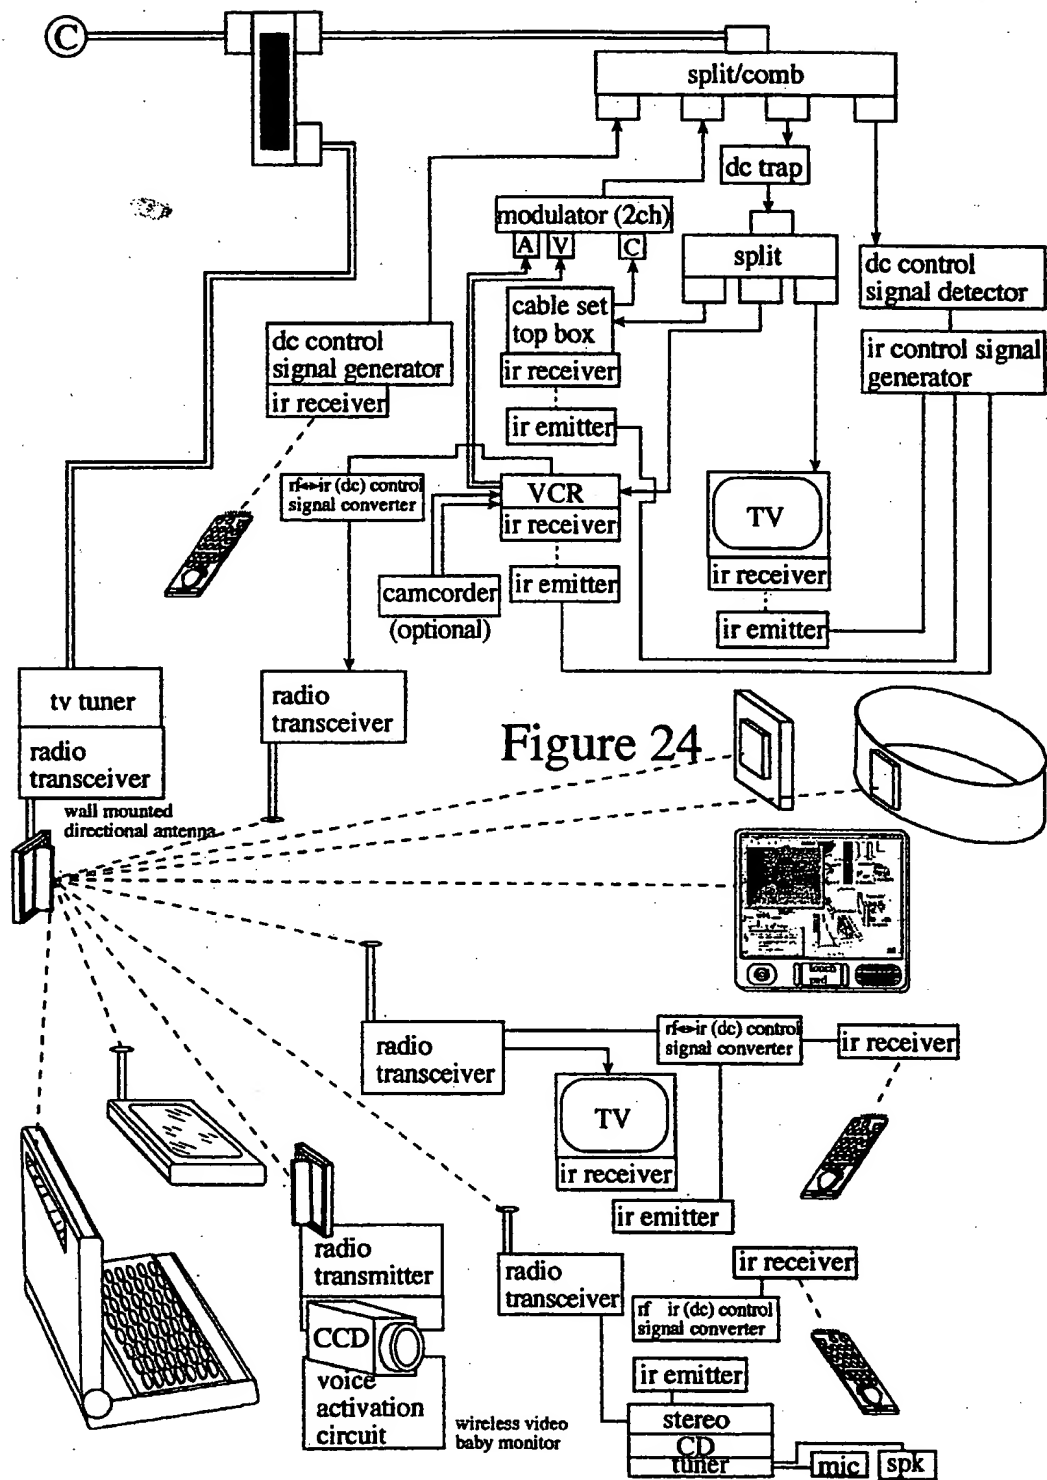 C
split/comb
dc trap
modulator (2ch)
A V C
split
dc control
signal detector
cable set
top box
ir receiver
dc control
signal generator
ir receiver
ir control signal
generator
ir emitter
rf↔ir (dc) control
signal converter
VCR
ir receiver
TV
ir receiver
ir emitter
camcorder
(optional)
ir emitter
tv tuner
radio
transceiver
radio
transceiver
Figure 24
wall mounted
directional antenna
touch
pad
radio
transceiver
rf↔ir (dc) control
signal converter
ir receiver
TV
ir receiver
ir emitter
radio
transmitter
CCD
voice
activation
circuit
wireless video
baby monitor
radio
transceiver
ir receiver
rf ir (dc) control
signal converter
ir emitter
stereo
CD
tuner
mic
spk